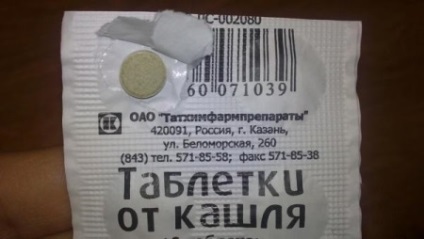 ЛС-002080
60071039
ОАО "Татхимфармпрепараты"
420091, Россия, г. Казань,
ул. Беломорская, 260
(843) тел. 571-85-58; факс 571-85-38
Таблетки
от кашля